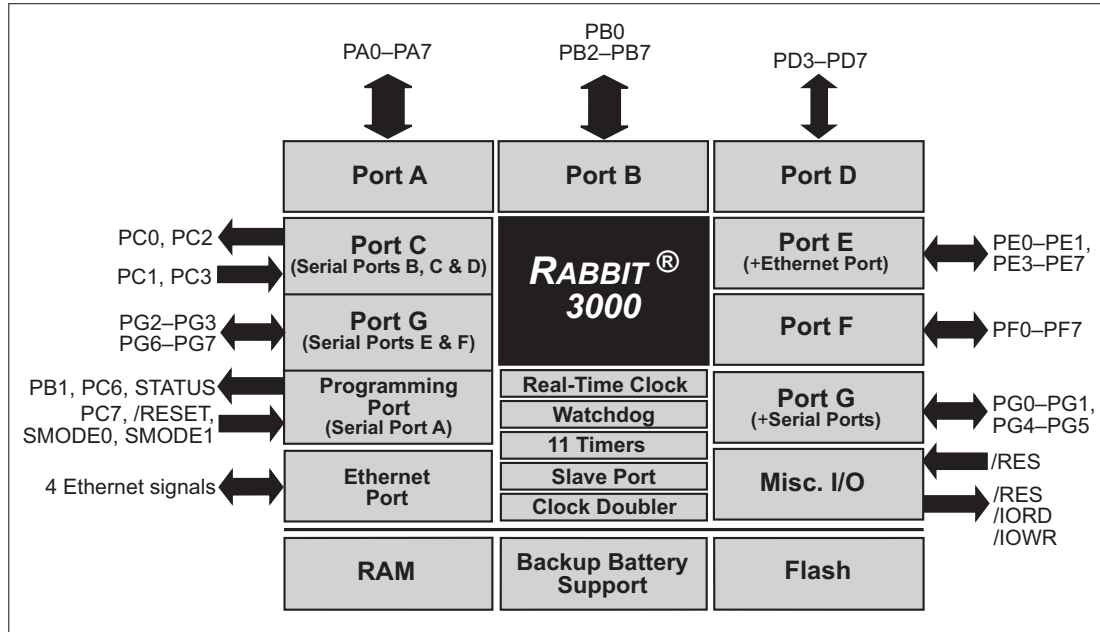 PA0–PA7
PB0
PB2–PB7
PD3–PD7
Port A
Port B
Port D
PC0, PC2
PC1, PC3
Port C
(Serial Ports B, C & D)
RABBIT ®
3000
Port E
(+Ethernet Port)
PE0–PE1,
PE3–PE7
PG2–PG3
PG6–PG7
Port G
(Serial Ports E & F)
Port F
PF0–PF7
PB1, PC6, STATUS
PC7, /RESET,
SMODE0, SMODE1
Programming
Port
(Serial Port A)
Real-Time Clock
Watchdog
11 Timers
Slave Port
Clock Doubler
Port G
(+Serial Ports)
PG0–PG1,
PG4–PG5
4 Ethernet signals
Ethernet
Port
Misc. I/O
/RES
/RES
/IORD
/IOWR
RAM
Backup Battery
Support
Flash